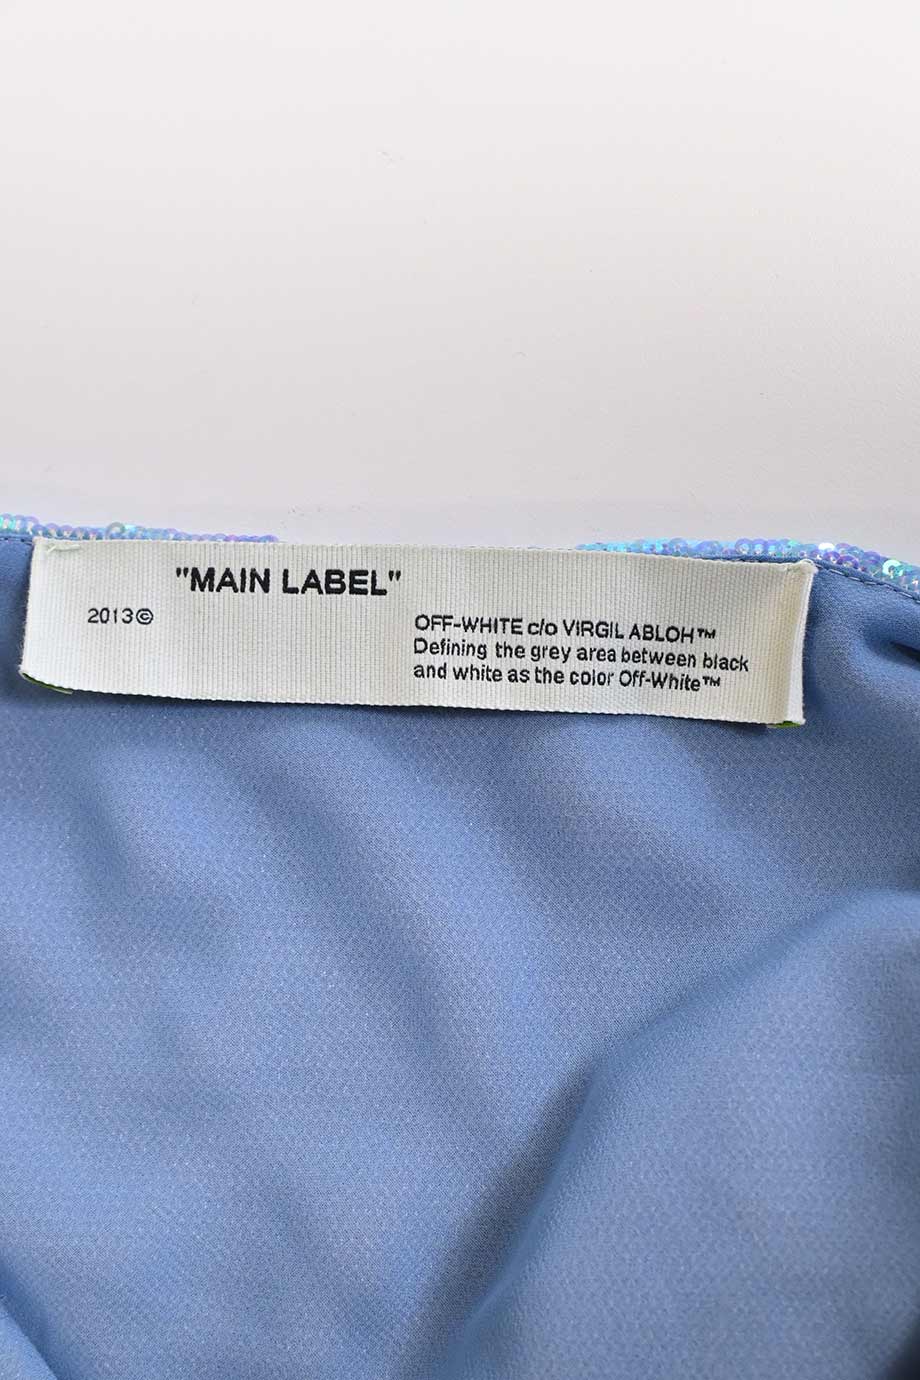 "MAIN LABEL"
2013©
OFF-WHITE c/o VIRGIL ABLOH™
Defining the grey area between black
and white as the color Off-White™